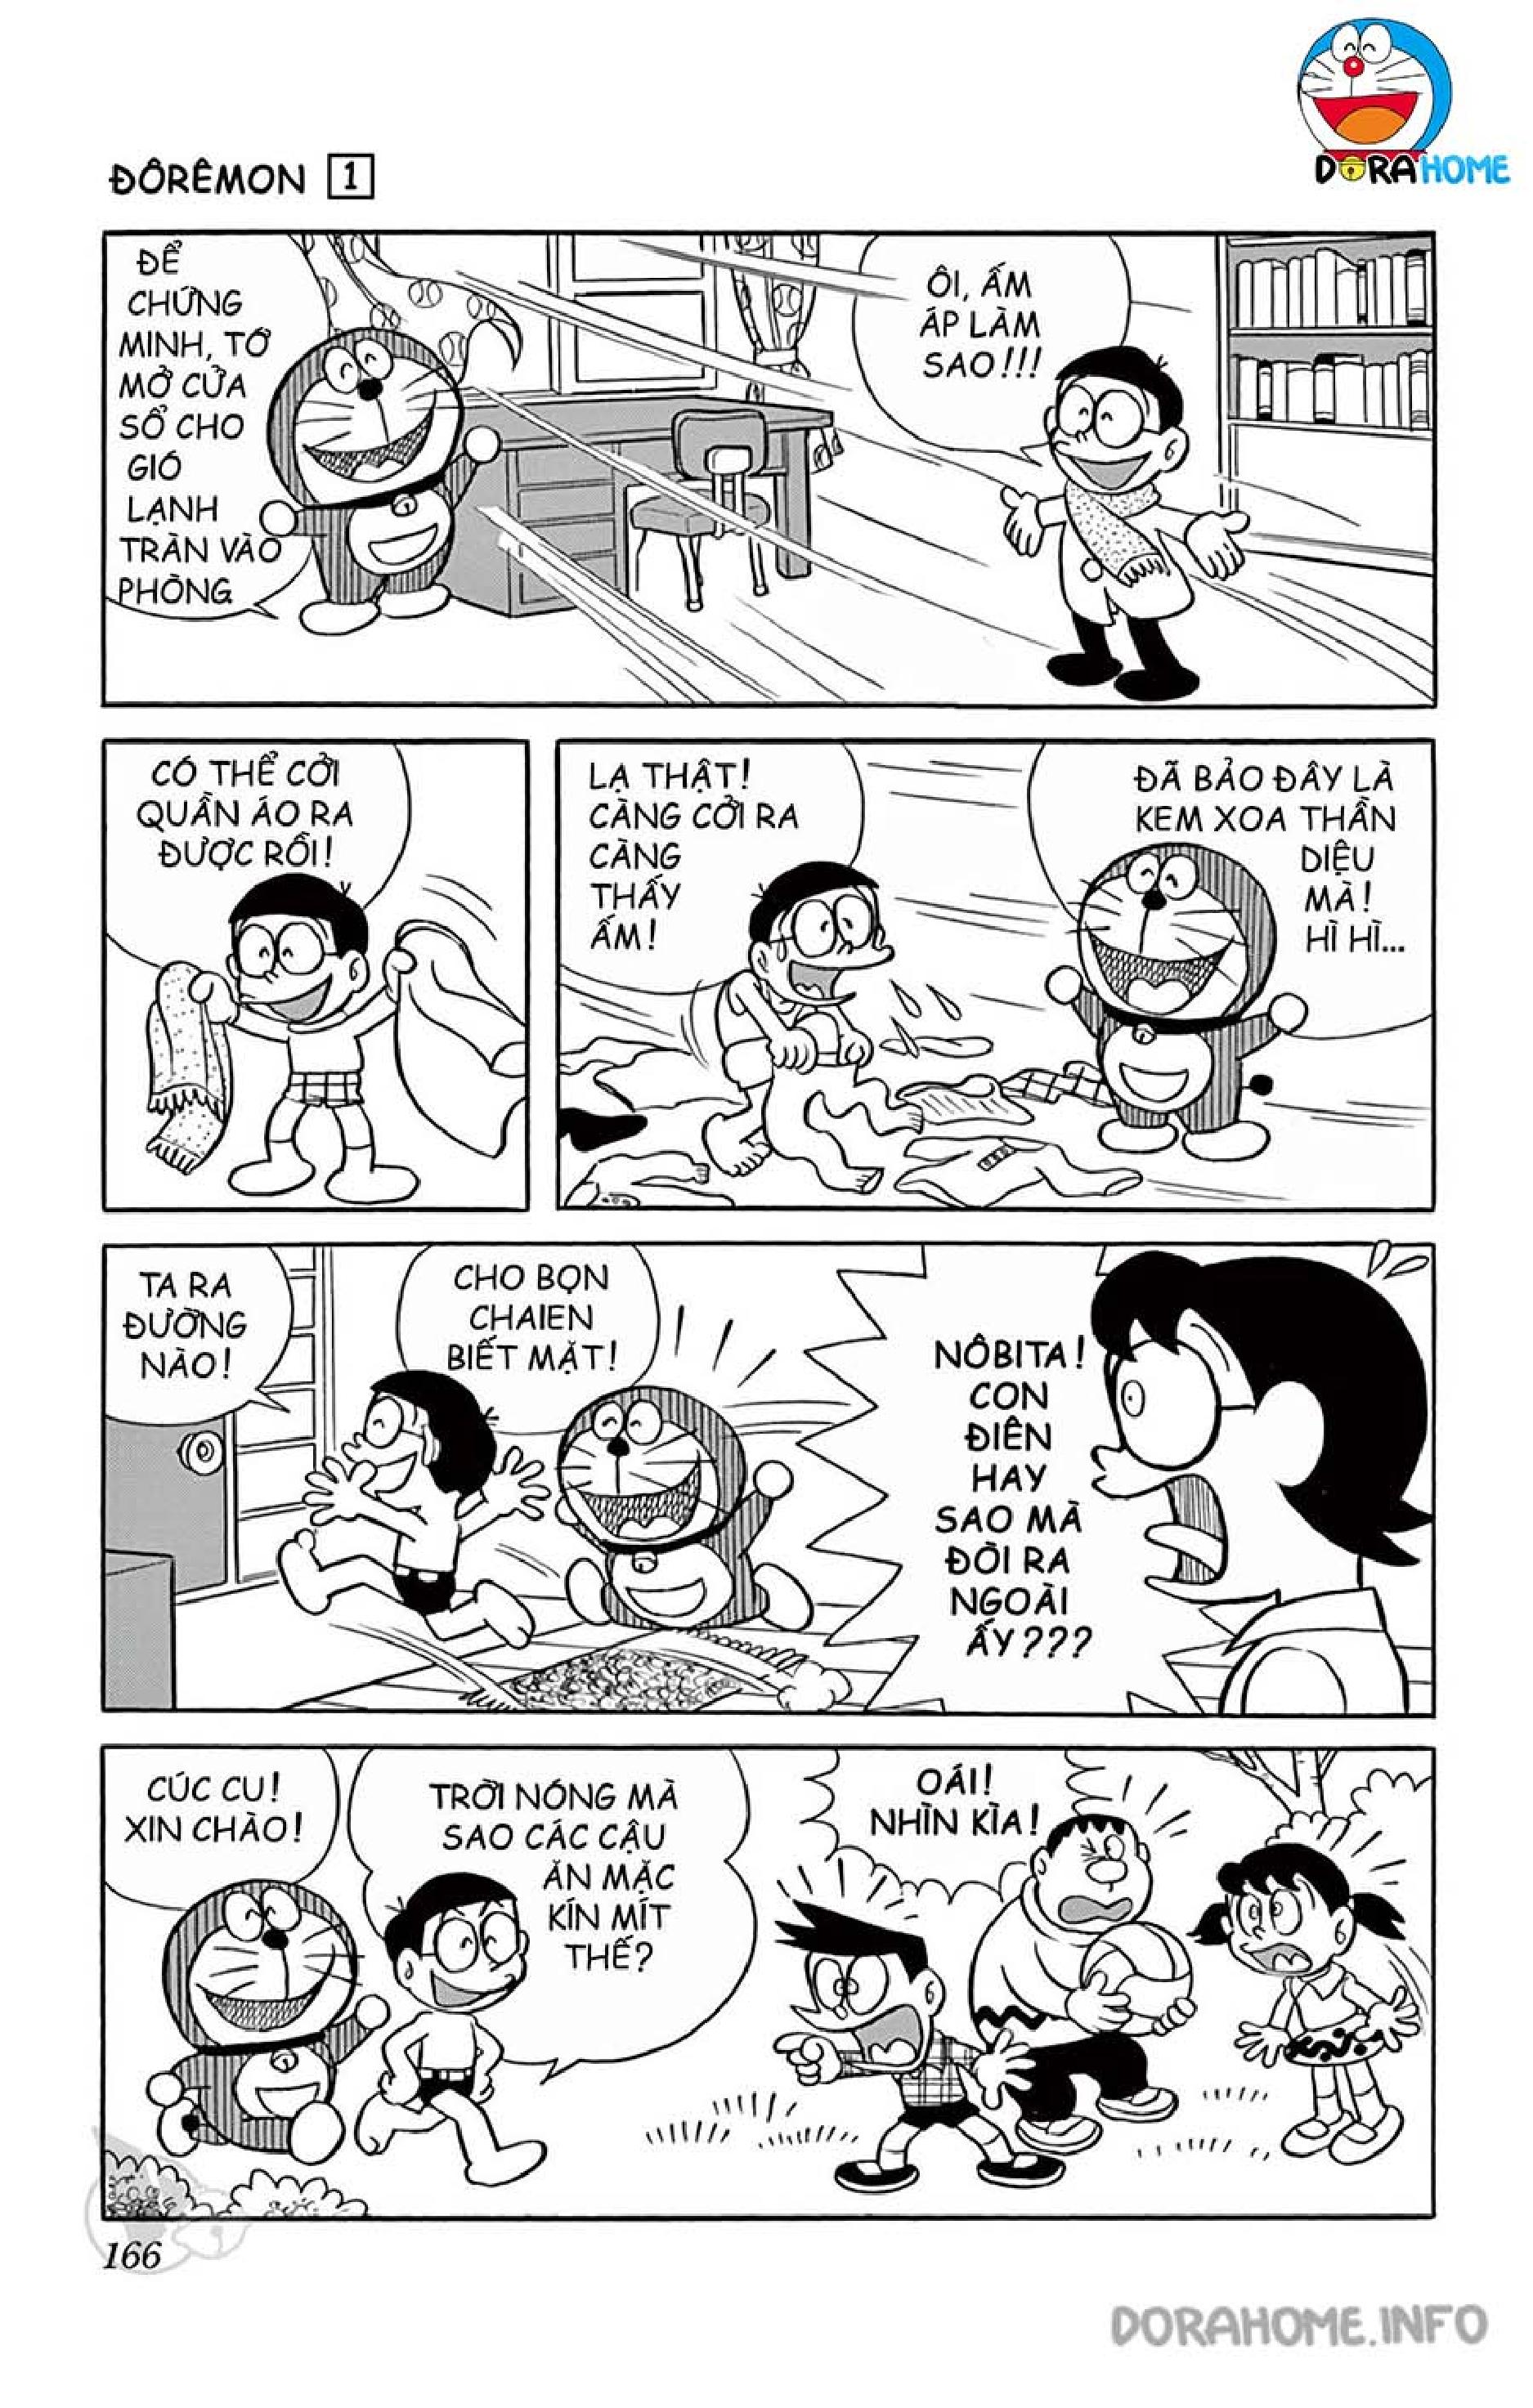 DORAHOME
ĐÔRÊMON 1
ĐỂ
CHỨNG
MINH, TỚ
MỞ CỬA
SỔ CHO
GIÓ
LẠNH
TRÀN VÀO
PHÒNG
ÔI, ẤM
ÁP LÀM
SAO!!!
CÓ THỂ CỞI
QUẦN ÁO RA
ĐƯỢC RỒI!
LẠ THẬT!
CÀNG CỞI RA
CÀNG
THẤY
ẤM!
ĐÃ BẢO ĐÂY LÀ
KEM XOA THẦN
DIỆU
MÀ!
HÌ HÌ...
TA RA
ĐƯỜNG
NÀO!
CHO BỌN
CHAIEN
BIẾT MẶT!
NÔBITA!
CON
ĐIÊN
HAY
SAO MÀ
ĐÒI RA
NGOÀI
ẤY???
CÚC CU!
XIN CHÀO!
TRỜI NÓNG MÀ
SAO CÁC CẬU
ĂN MẶC
KÍN MÍT
THẾ?
OÁI!
NHÌN KÌA!
166
DORAHOME.INFO